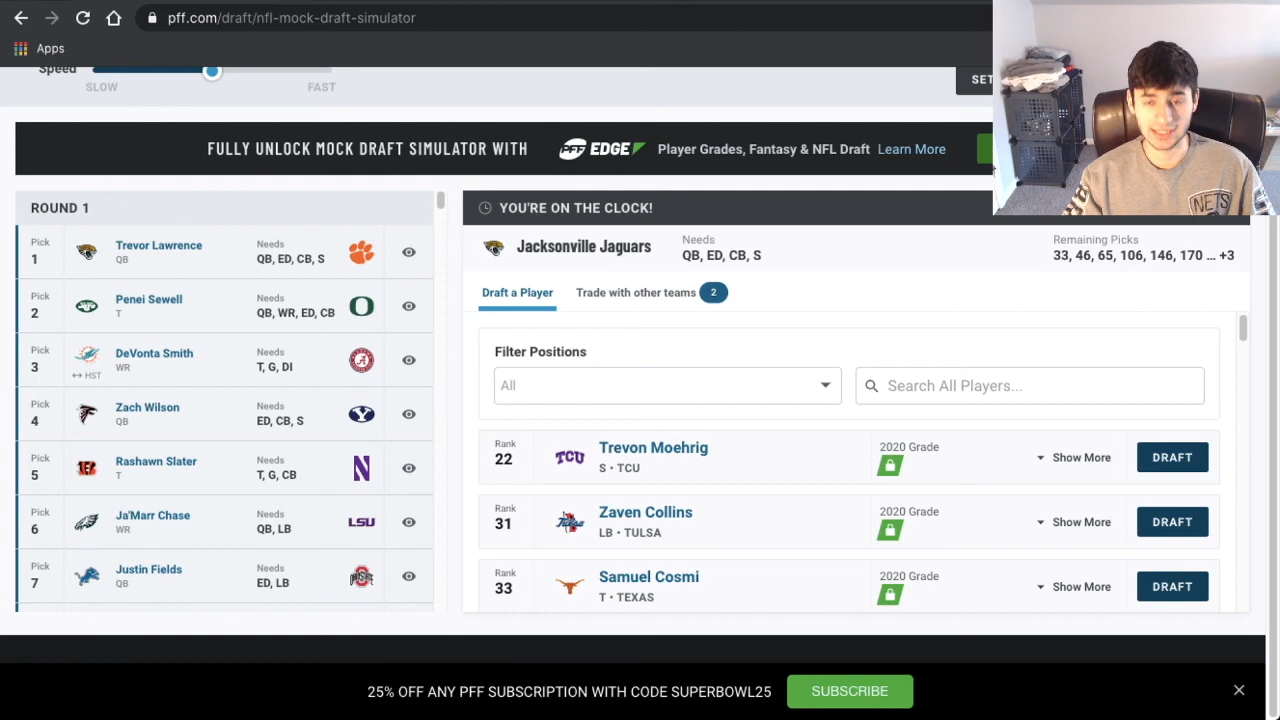 pff.com/draft/nfl-mock-draft-simulator
Apps
Speed
SLOW
FAST
SET
FULLY UNLOCK MOCK DRAFT SIMULATOR WITH
PFF EDGE
Player Grades, Fantasy & NFL Draft Learn More
ROUND 1
Pick
1
Trevor Lawrence
QB
Needs
QB, ED, CB, S
Pick
2
Penei Sewell
T
Needs
QB, WR, ED, CB
Pick
3
↔ HST
DeVonta Smith
WR
Needs
T, G, DI
Pick
4
Zach Wilson
QB
Needs
ED, CB, S
Pick
5
Rashawn Slater
T
Needs
T, G, CB
Pick
6
Ja'Marr Chase
WR
Needs
QB, LB
LSU
Pick
7
Justin Fields
QB
Needs
ED, LB
YOU'RE ON THE CLOCK!
Jacksonville Jaguars
Needs
QB, ED, CB, S
Remaining Picks
33, 46, 65, 106, 146, 170 ... +3
Draft a Player
Trade with other teams 2
Filter Positions
All
Search All Players...
Rank
22
TCU
Trevon Moehrig
S • TCU
2020 Grade
Show More
DRAFT
Rank
31
Tulsa
Zaven Collins
LB • TULSA
2020 Grade
Show More
DRAFT
Rank
33
Samuel Cosmi
T • TEXAS
2020 Grade
Show More
DRAFT
NETS
25% OFF ANY PFF SUBSCRIPTION WITH CODE SUPERBOWL25
SUBSCRIBE